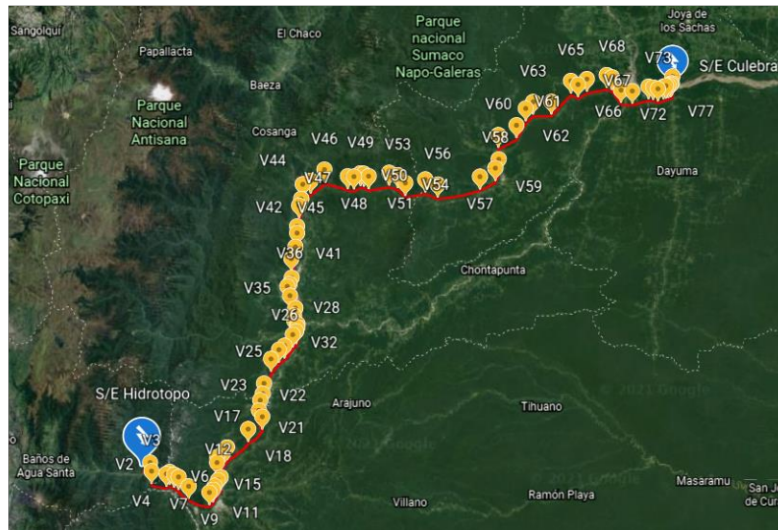 Sangolquí
El Chaco
Parque
nacional
Sumaco
Napo-Galeras
Joya de
los Sachas
Papallacta
Baeza
Parque
Nacional
Antisana
Parque
Nacional
Cotopaxi
Cosanga
V65
V68
V73
S/E Culebra
V63
V67
V60
V61
V66
V72
V77
V62
V58
V46
V49
V53
V44
V56
V47
V50
V59
Dayuma
V54
V48
V51
V57
V42
V45
V36
V41
Chontapunta
V35
V28
V26
V32
V25
S/E Hidrotopo
V23
V22
Arajuno
Tihuano
V17
V21
V3
V18
V12
Baños de
Agua Santa
V2
V6
V15
Masaramu
V4
V7
V9
V11
Villano
Ramón Playa
San J